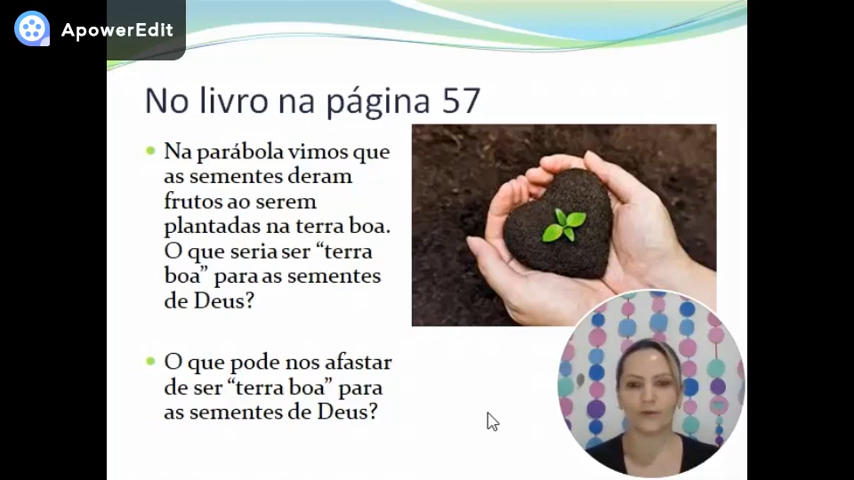 ApowerEdit
No livro na página 57
Na parábola vimos que
as sementes deram
frutos ao serem
plantadas na terra boa.
O que seria ser “terra
boa” para as sementes
de Deus?
O que pode nos afastar
de ser “terra boa” para
as sementes de Deus?